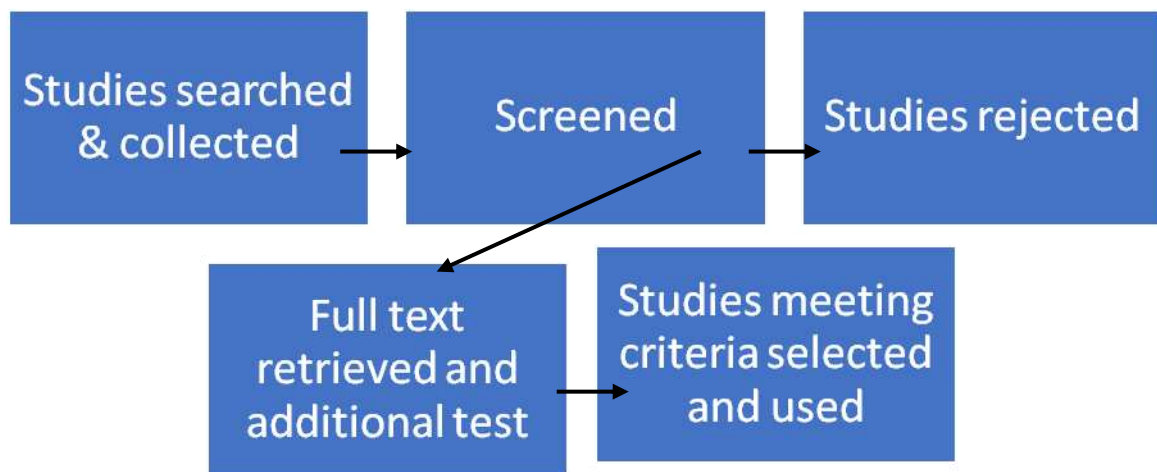 Studies searched
& collected
Screened
Studies rejected
Full text
retrieved and
additional test
Studies meeting
criteria selected
and used